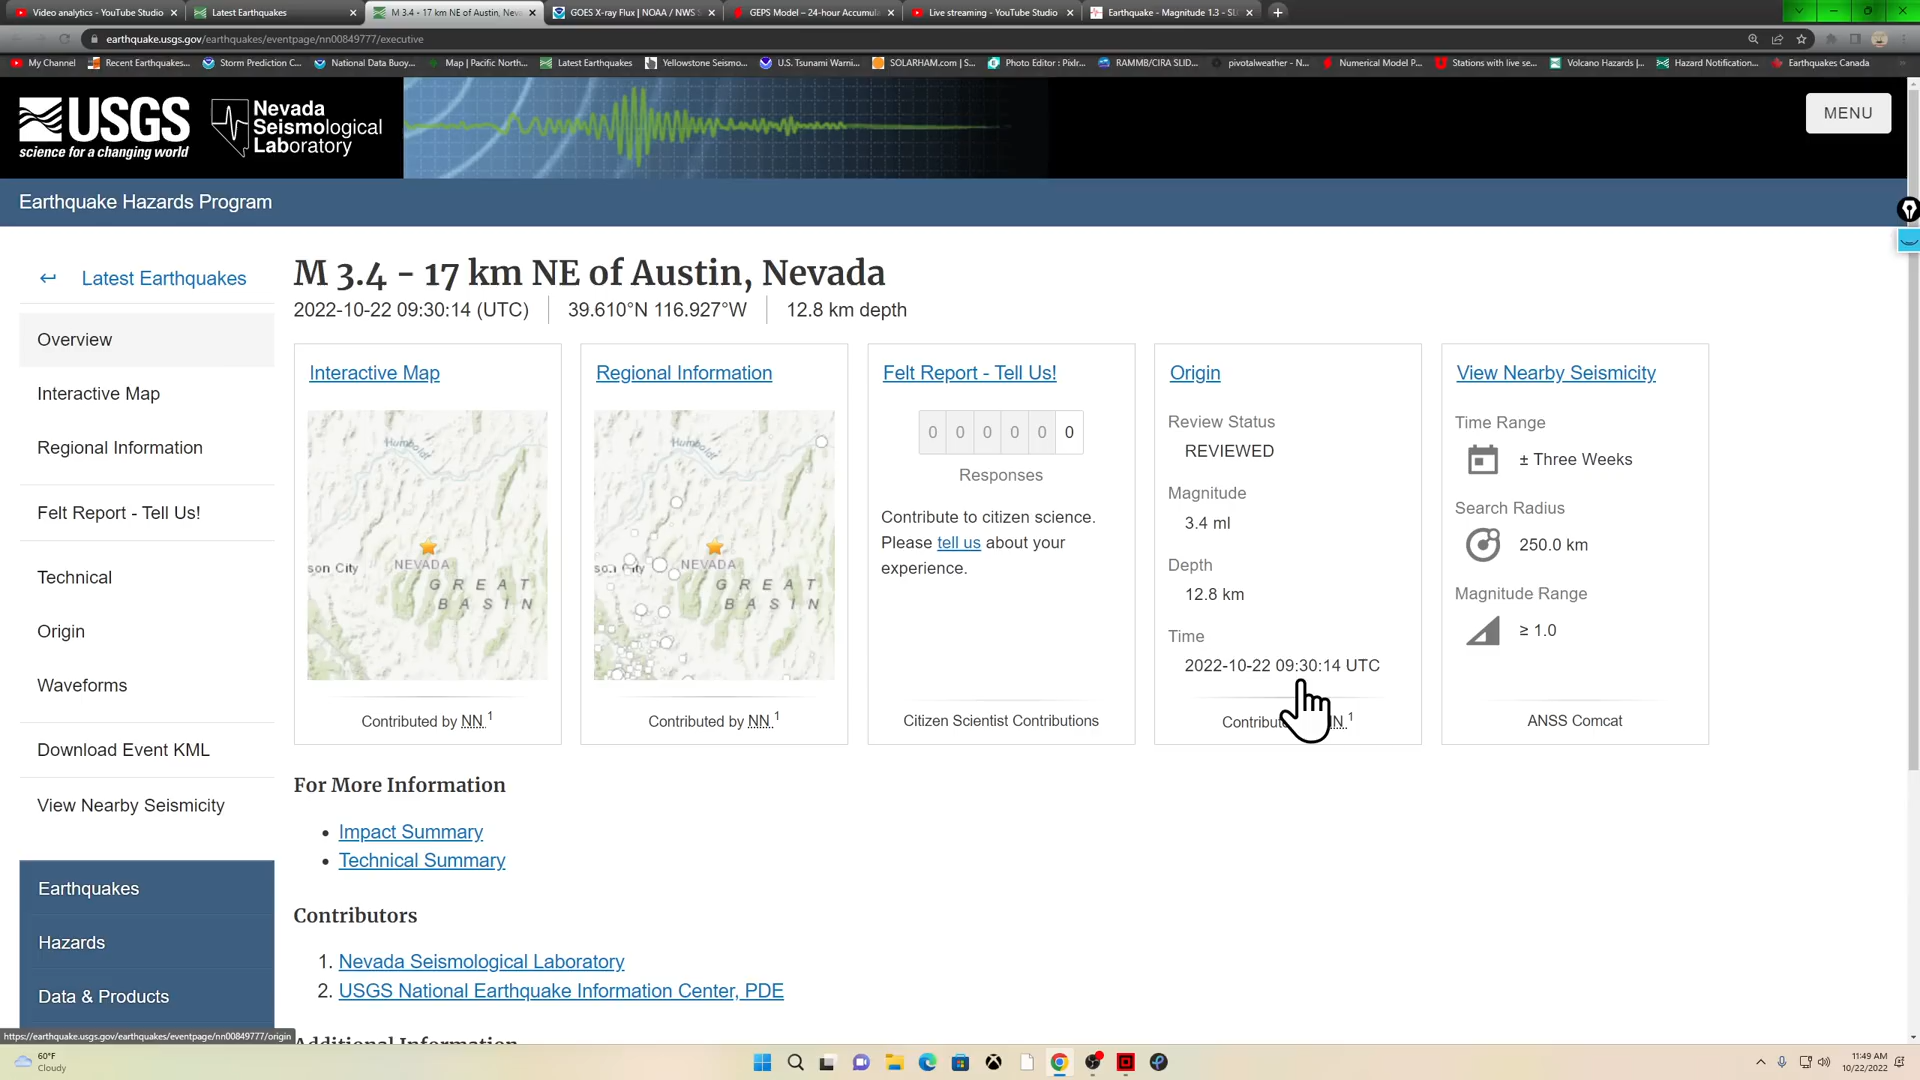 Video analytics - YouTube Studio
Latest Earthquakes
M 3.4 - 17 km NE of Austin, Neva
GOES X-ray Flux | NOAA / NWS S
GEPS Model – 24-hour Accumula
Live streaming - YouTube Studio
Earthquake - Magnitude 1.3 - SLO
earthquake.usgs.gov/earthquakes/eventpage/nn00849777/executive
My Channel
Recent Earthquakes...
Storm Prediction C...
National Data Buoy...
Map | Pacific North...
Latest Earthquakes
Yellowstone Seismo...
U.S. Tsunami Warni...
SOLARHAM.com | S...
Photo Editor : Pixlr...
RAMMB/CIRA SLID...
pivotalweather - N...
Numerical Model P...
Stations with live se...
Volcano Hazards |...
Hazard Notification...
Earthquakes Canada
USGS
science for a changing world
Nevada
Seismological
Laboratory
MENU
Earthquake Hazards Program
Latest Earthquakes
Overview
Interactive Map
Regional Information
Felt Report - Tell Us!
Technical
Origin
Waveforms
Download Event KML
View Nearby Seismicity
Earthquakes
Hazards
Data & Products
M 3.4 - 17 km NE of Austin, Nevada
2022-10-22 09:30:14 (UTC)
39.610°N 116.927°W
12.8 km depth
Interactive Map
Humboldt
son City
NEVADA
GREAT
BASIN
Contributed by NN 1
Regional Information
Humboldt
NEVADA
GREAT
BASIN
Contributed by NN 1
Felt Report - Tell Us!
0 0 0 0 0 0
Responses
Contribute to citizen science.
Please tell us about your
experience.
Citizen Scientist Contributions
Origin
Review Status
REVIEWED
Magnitude
3.4 ml
Depth
12.8 km
Time
2022-10-22 09:30:14 UTC
View Nearby Seismicity
Time Range
± Three Weeks
Search Radius
250.0 km
Magnitude Range
≥ 1.0
ANSS Comcat
For More Information
Impact Summary
Technical Summary
Contributors
1. Nevada Seismological Laboratory
2. USGS National Earthquake Information Center, PDE
Additional Information
https://earthquake.usgs.gov/earthquakes/eventpage/nn00849777/origin
60°F
Cloudy
11:49 AM
10/22/2022